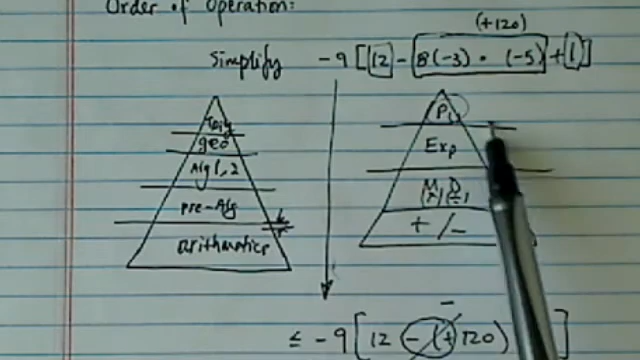 Order of Operation:
(+120)
Simplify -9 [12 - 8(-3) · (-5) + 1]
Trig
geo
Alg 1, 2
pre-Alg
arithmatics
Exp
M D
+ / -
≤ -9 [ 12 - (+120) ]